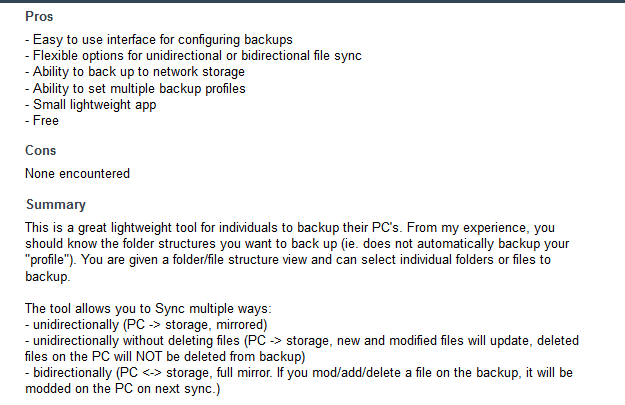 Pros
- Easy to use interface for configuring backups
- Flexible options for unidirectional or bidirectional file sync
- Ability to back up to network storage
- Ability to set multiple backup profiles
- Small lightweight app
- Free
Cons
None encountered
Summary
This is a great lightweight tool for individuals to backup their PC's. From my experience, you
should know the folder structures you want to back up (ie. does not automatically backup your
"profile"). You are given a folder/file structure view and can select individual folders or files to
backup.
The tool allows you to Sync multiple ways:
- unidirectionally (PC -> storage, mirrored)
- unidirectionally without deleting files (PC -> storage, new and modified files will update, deleted
files on the PC will NOT be deleted from backup)
- bidirectionally (PC <-> storage, full mirror. If you mod/add/delete a file on the backup, it will be
modded on the PC on next sync.)